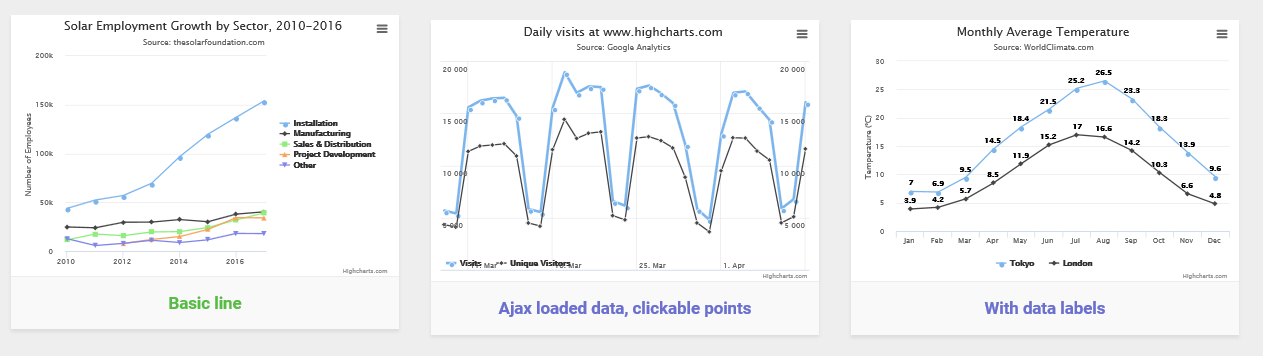 Solar Employment Growth by Sector, 2010-2016
Source: thesolarfoundation.com
200k
150k
100k
50k
0
Number of Employees
2010 2012 2014 2016
Installation
Manufacturing
Sales & Distribution
Project Development
Other
Highcharts.com
Basic line
Daily visits at www.highcharts.com
Source: Google Analytics
20 000 20 000
15 000 15 000
10 000 10 000
5 000
Mar Mar 25. Mar 1. Apr
Visits Unique Visitors
Highcharts.com
Ajax loaded data, clickable points
Monthly Average Temperature
Source: WorldClimate.com
30
25
20
15
10
5
0
Temperature (°C)
7 6.9 9.5 14.5 18.4 21.5 25.2 26.5 23.3 18.3 13.9 9.6
3.9 4.2 5.7 8.5 11.9 15.2 17 16.6 14.2 10.3 6.6 4.8
Jan Feb Mar Apr May Jun Jul Aug Sep Oct Nov Dec
Tokyo London
Highcharts.com
With data labels